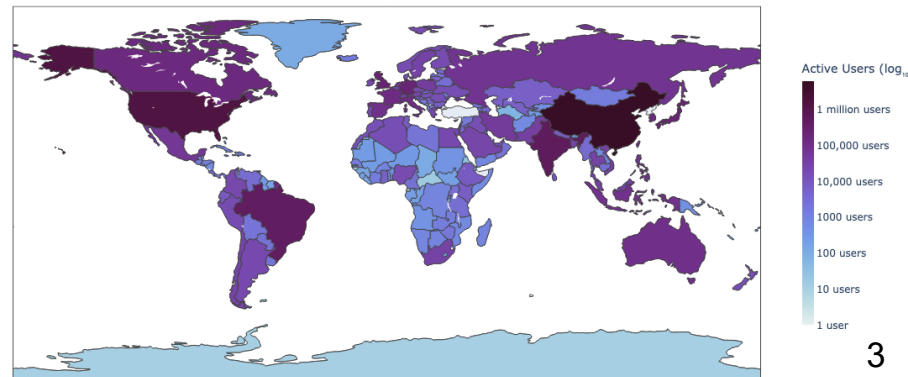 Active Users (log₁₀
1 million users
100,000 users
10,000 users
1000 users
100 users
10 users
1 user
3